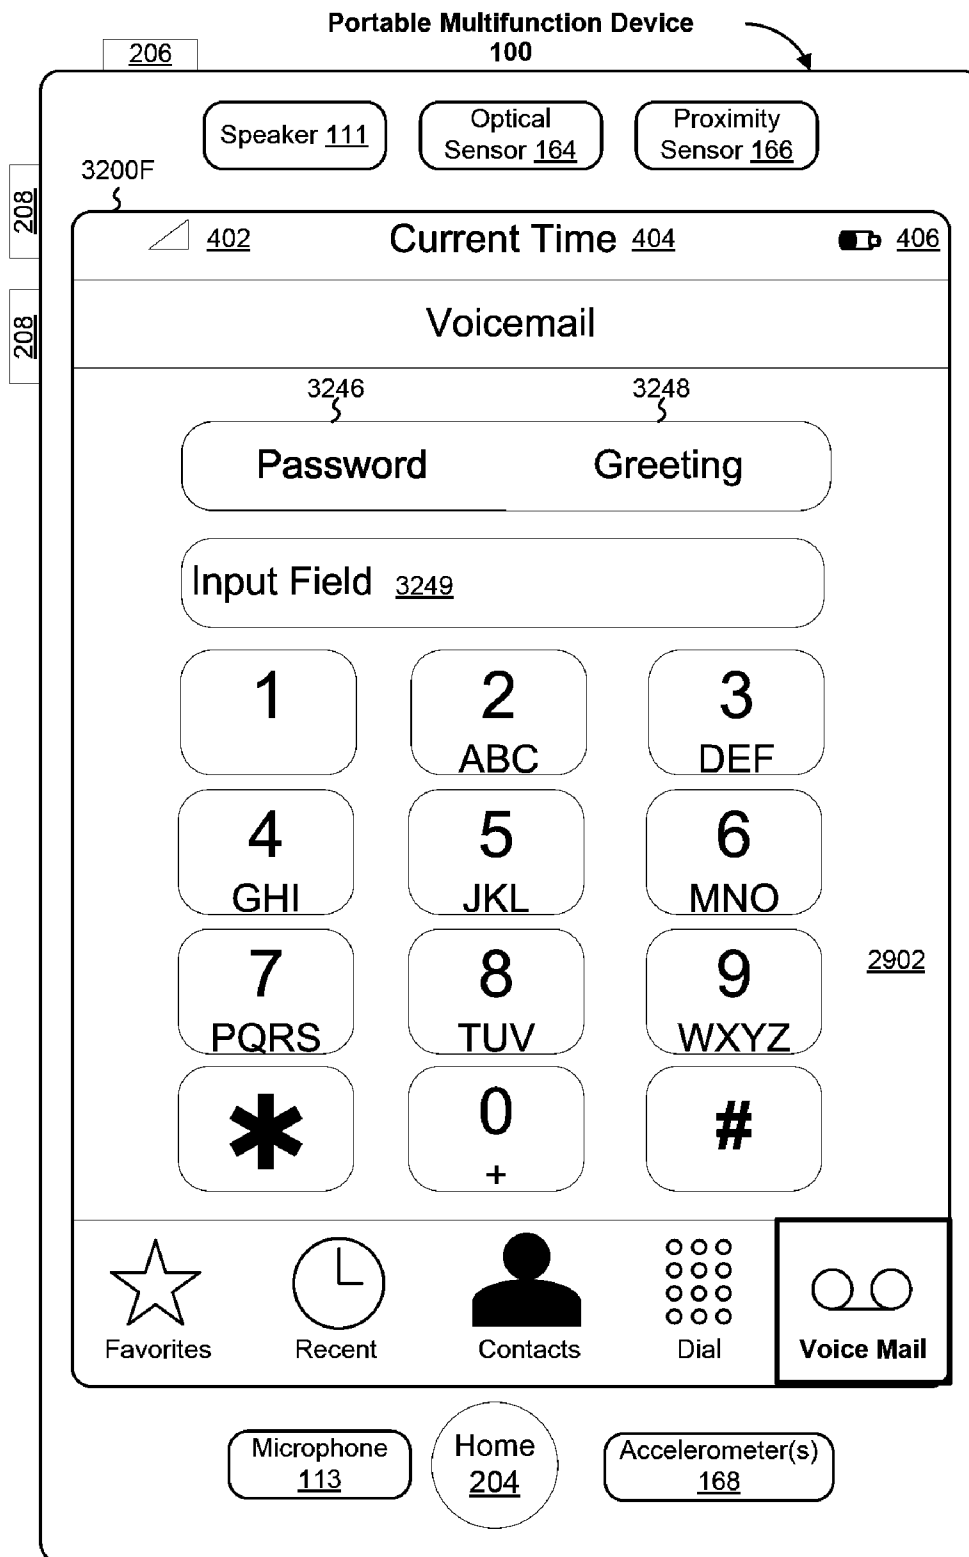 Portable Multifunction Device
100
206
Speaker 111
Optical
Sensor 164
Proximity
Sensor 166
208
3200F
402
Current Time 404
406
208
Voicemail
3246
3248
Password
Greeting
Input Field 3249
1
2
ABC
3
DEF
4
GHI
5
JKL
6
MNO
7
PQRS
8
TUV
9
WXYZ
2902
*
0
+
#
Favorites
Recent
Contacts
Dial
Voice Mail
Microphone
113
Home
204
Accelerometer(s)
168